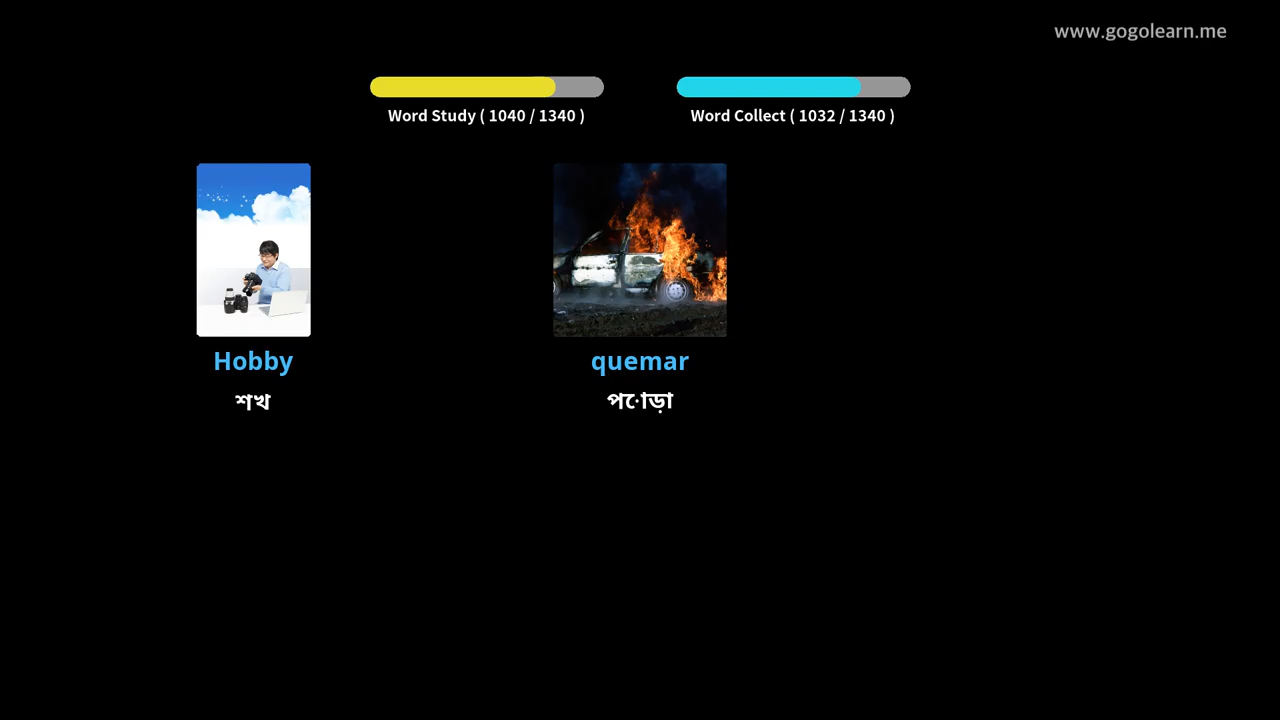 www.gogolearn.me
Word Study ( 1040 / 1340 )
Word Collect ( 1032 / 1340 )
Hobby
quemar
শখ
পোড়া